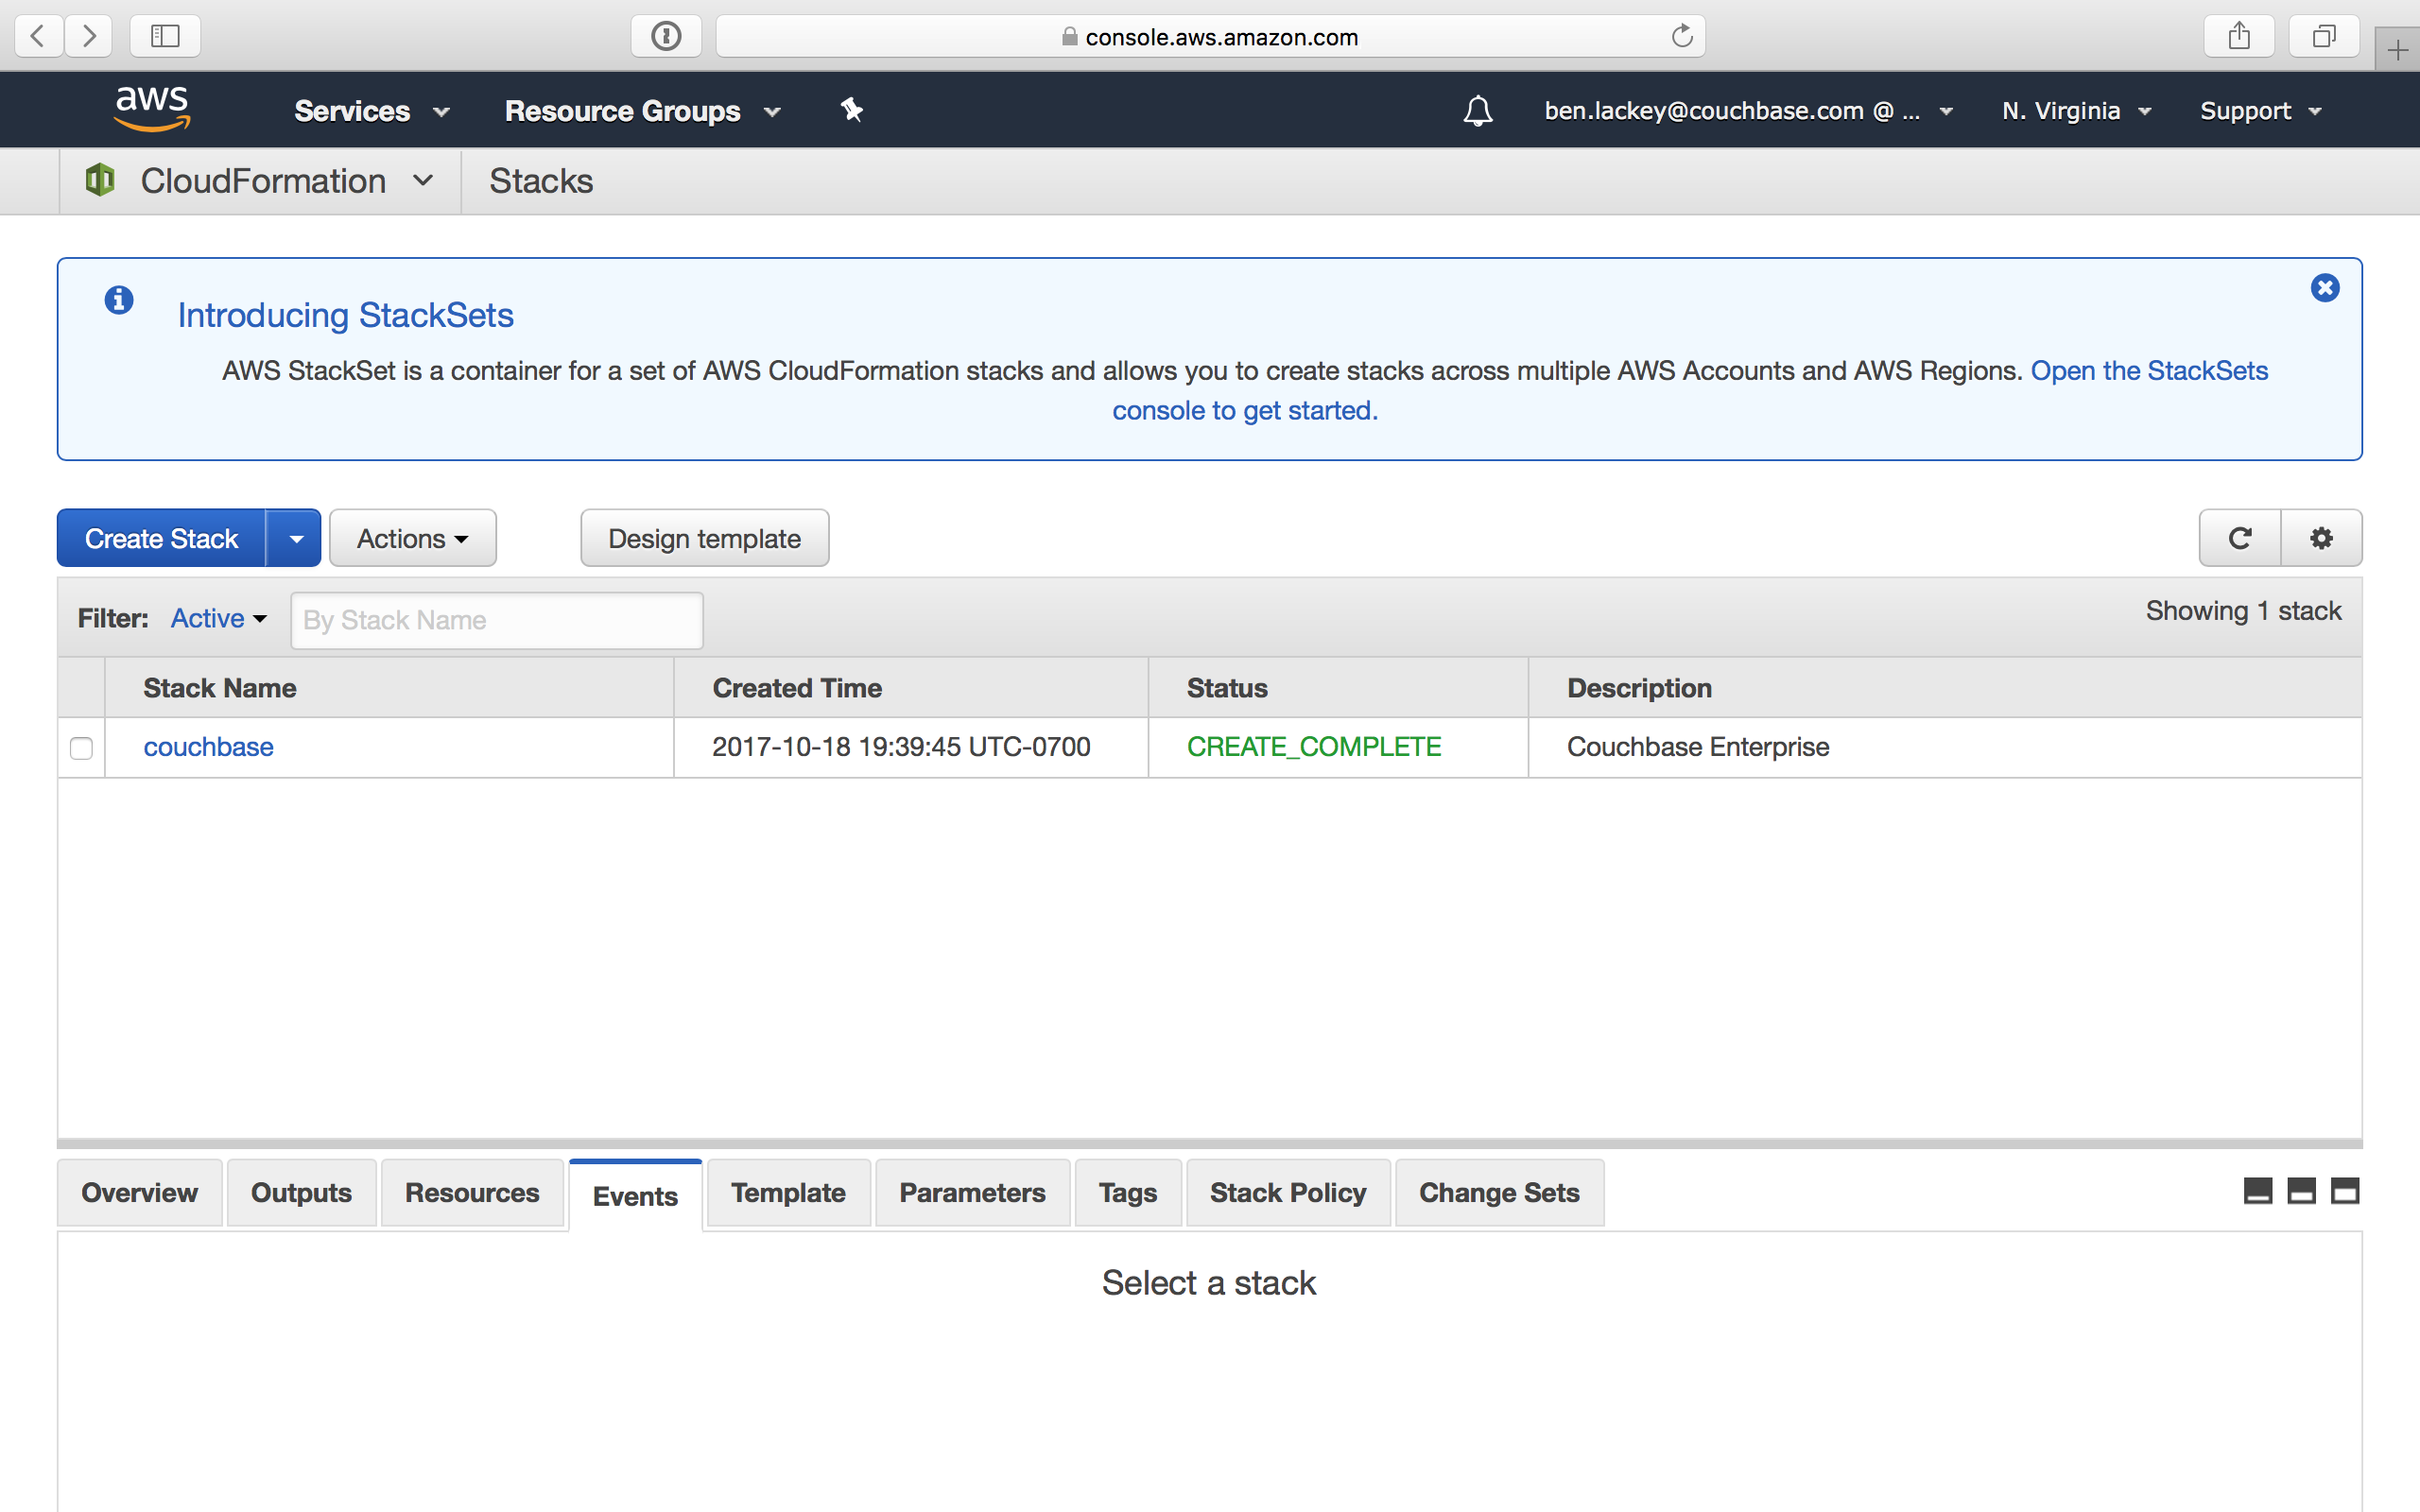 console.aws.amazon.com
aws Services Resource Groups ben.lackey@couchbase.com @ ... N. Virginia Support
CloudFormation Stacks
Introducing StackSets
AWS StackSet is a container for a set of AWS CloudFormation stacks and allows you to create stacks across multiple AWS Accounts and AWS Regions. Open the StackSets
console to get started.
Create Stack Actions Design template
Filter: Active By Stack Name Showing 1 stack
Stack Name Created Time Status Description
couchbase 2017-10-18 19:39:45 UTC-0700 CREATE_COMPLETE Couchbase Enterprise
Overview Outputs Resources Events Template Parameters Tags Stack Policy Change Sets
Select a stack